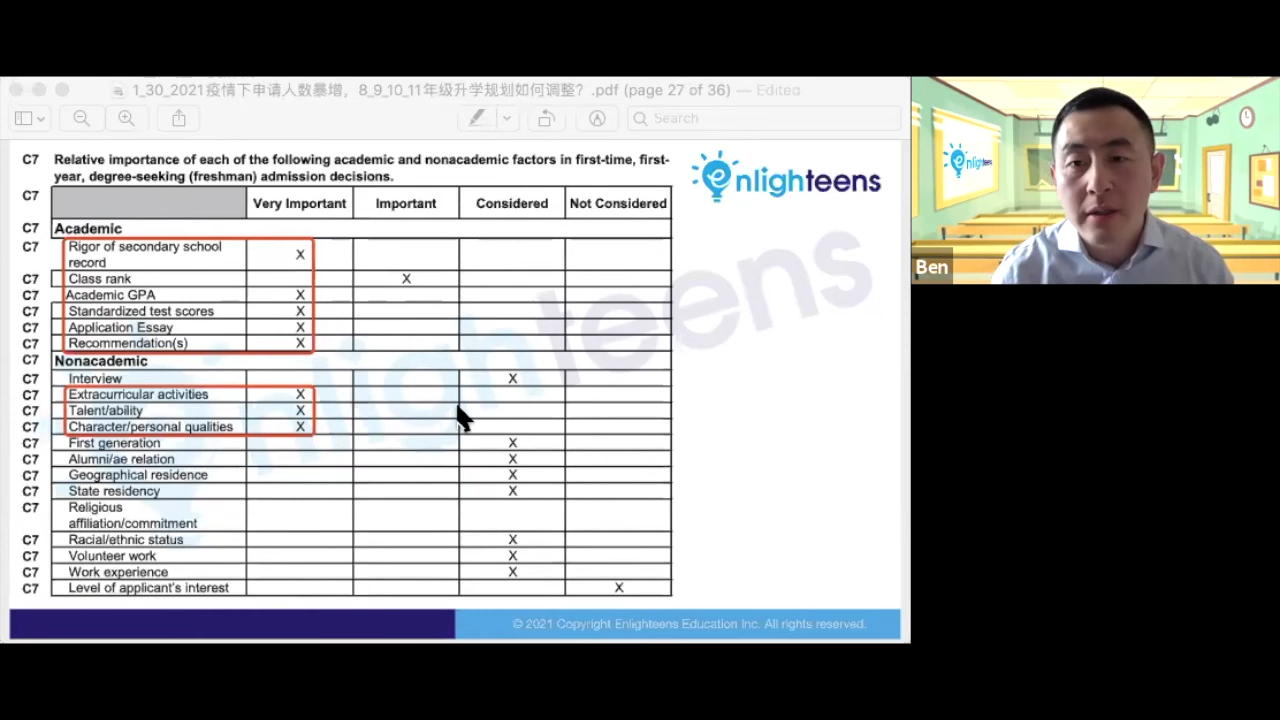 1_30_2021疫情下申请人数暴增，8_9_10_11年级升学规划如何调整？.pdf (page 27 of 36) — Edited
Search
C7 Relative importance of each of the following academic and nonacademic factors in first-time, first-
year, degree-seeking (freshman) admission decisions.
enlighteens
C7 Very Important Important Considered Not Considered
C7 Academic
C7 Rigor of secondary school
record X
C7 Class rank X
C7 Academic GPA X
C7 Standardized test scores X
C7 Application Essay X
C7 Recommendation(s) X
C7 Nonacademic
C7 Interview X
C7 Extracurricular activities X
C7 Talent/ability X
C7 Character/personal qualities X
C7 First generation X
C7 Alumni/ae relation X
C7 Geographical residence X
C7 State residency X
C7 Religious
affiliation/commitment
C7 Racial/ethnic status X
C7 Volunteer work X
C7 Work experience X
C7 Level of applicant's interest X
enlighteens
© 2021 Copyright Enlighteens Education Inc. All rights reserved.
enlighteens
Ben